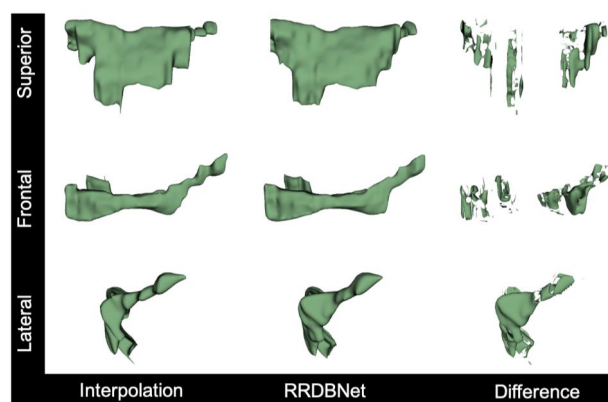 Superior
Frontal
Lateral
Interpolation
RRDBNet
Difference